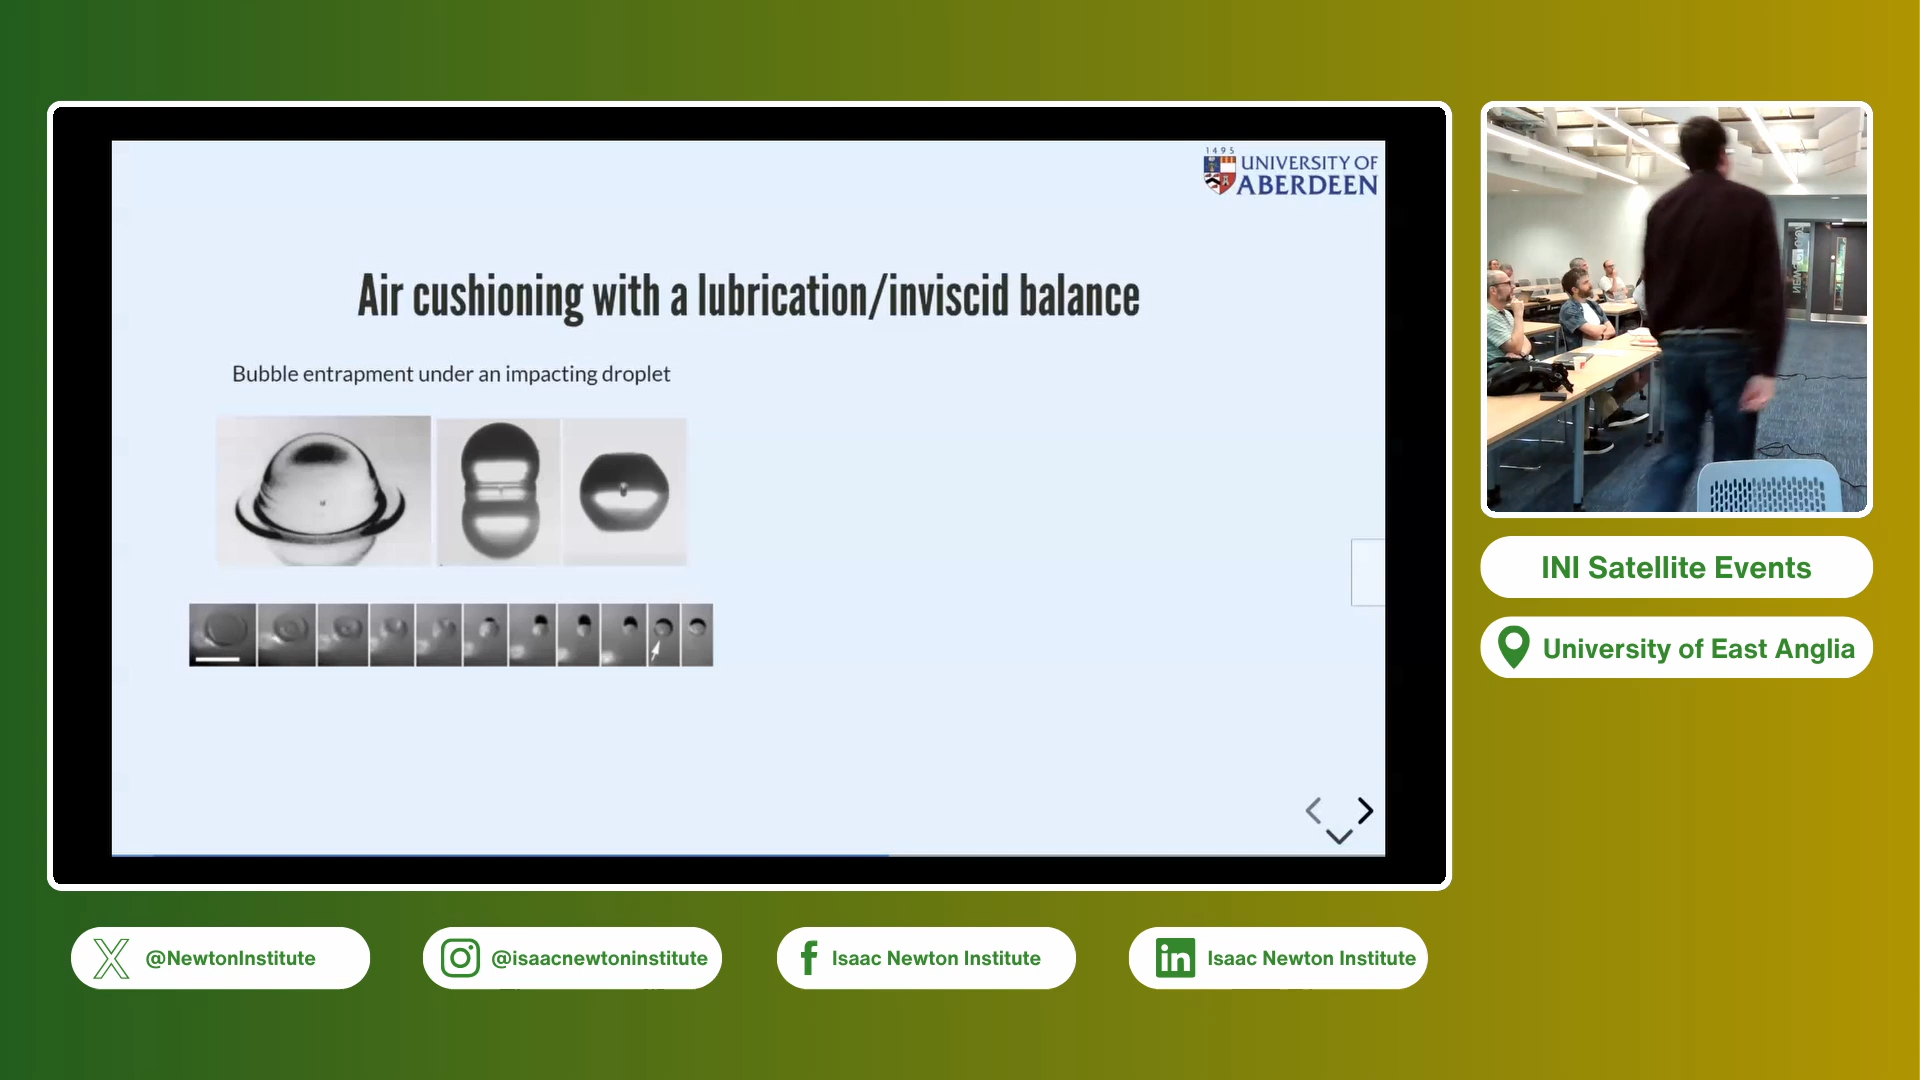 1495
UNIVERSITY OF
ABERDEEN
Air cushioning with a lubrication/inviscid balance
Bubble entrapment under an impacting droplet
INI Satellite Events
University of East Anglia
@NewtonInstitute
@isaacnewtoninstitute
Isaac Newton Institute
Isaac Newton Institute